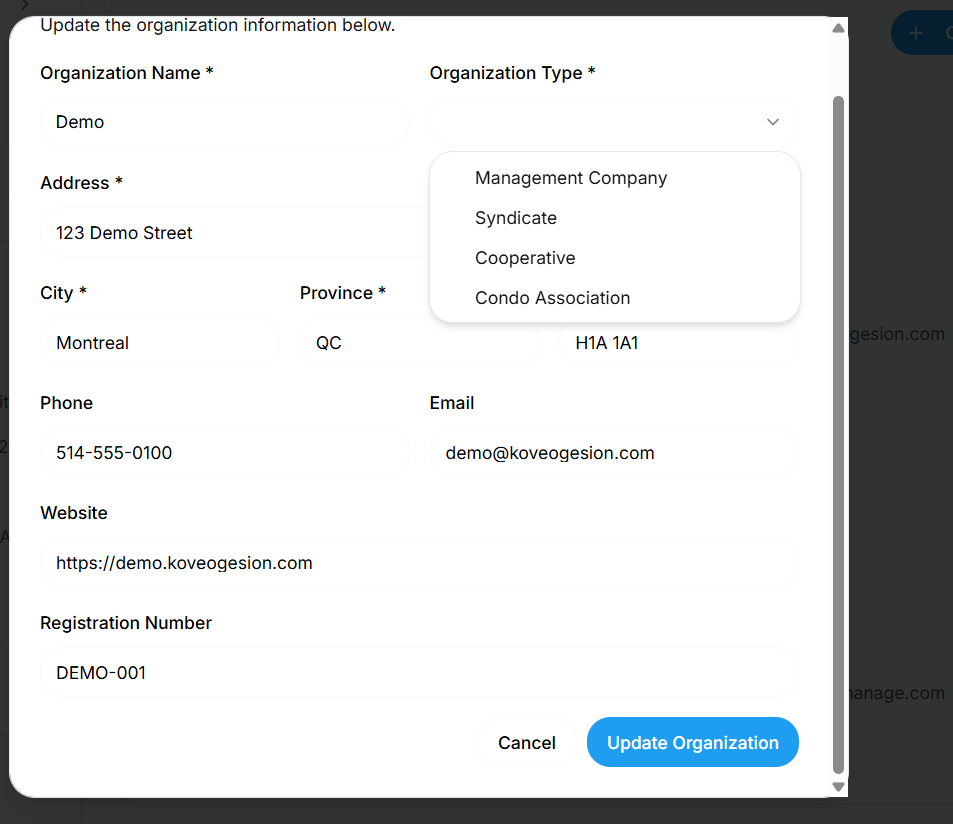 Update the organization information below.
Organization Name *
Organization Type *
Demo
Management Company
Syndicate
Cooperative
Condo Association
Address *
123 Demo Street
City *
Province *
Montreal
QC
H1A 1A1
Phone
Email
514-555-0100
demo@koveogesion.com
Website
https://demo.koveogesion.com
Registration Number
DEMO-001
Cancel
Update Organization
gesion.com
manage.com